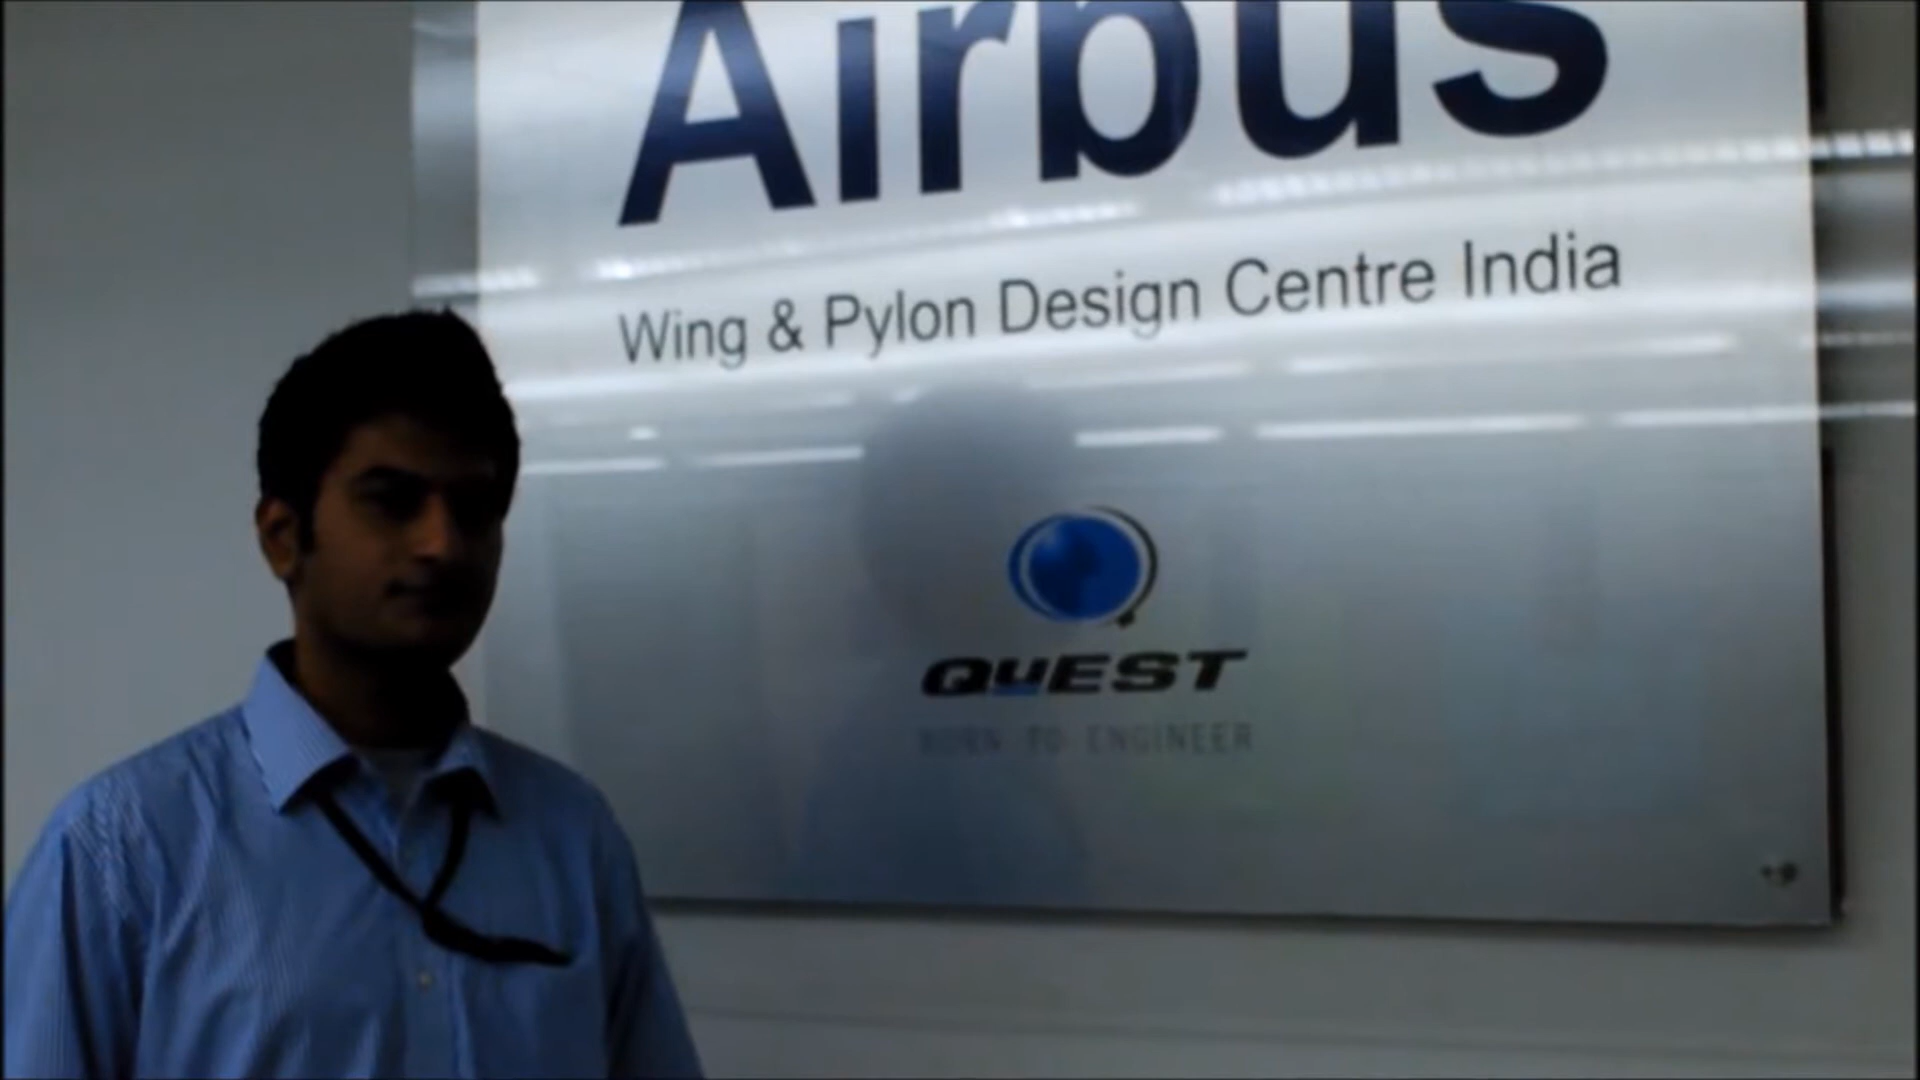 Airbus
Wing & Pylon Design Centre India
QuEST
BORN TO ENGINEER